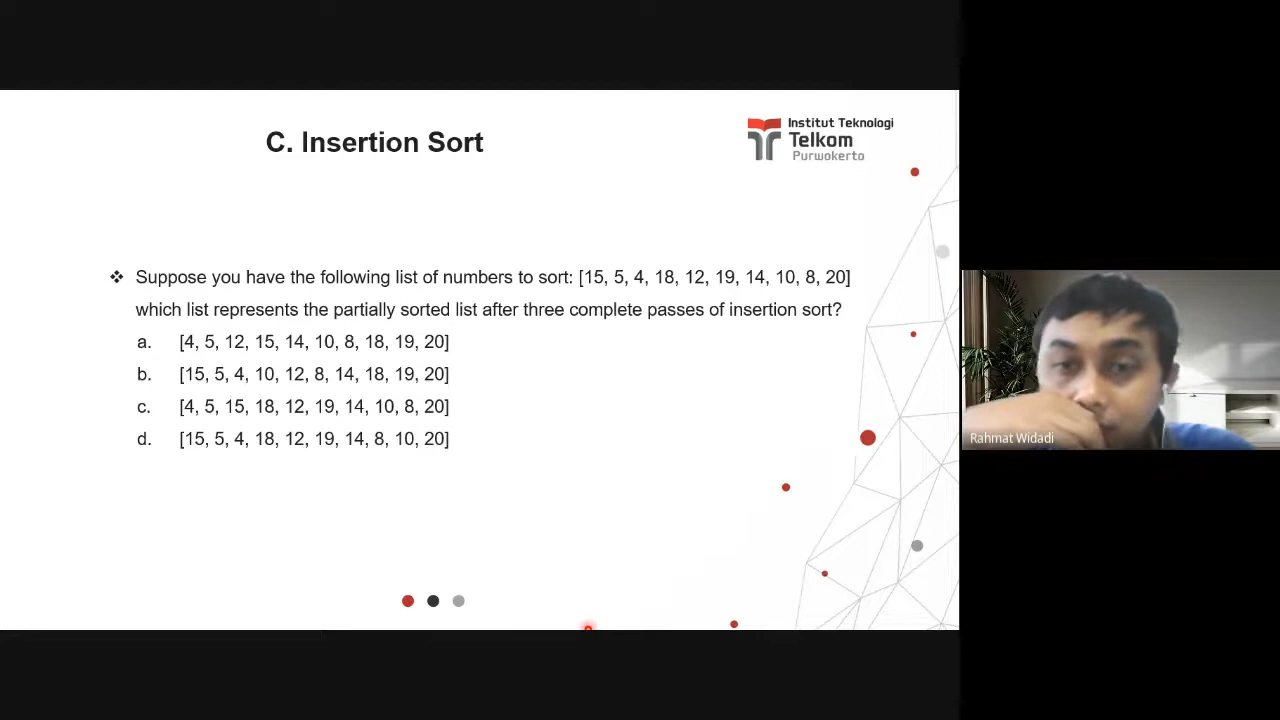 C. Insertion Sort
Institut Teknologi
Telkom
Purwokerto
❖ Suppose you have the following list of numbers to sort: [15, 5, 4, 18, 12, 19, 14, 10, 8, 20]
which list represents the partially sorted list after three complete passes of insertion sort?
a. [4, 5, 12, 15, 14, 10, 8, 18, 19, 20]
b. [15, 5, 4, 10, 12, 8, 14, 18, 19, 20]
c. [4, 5, 15, 18, 12, 19, 14, 10, 8, 20]
d. [15, 5, 4, 18, 12, 19, 14, 8, 10, 20]
Rahmat Widadi